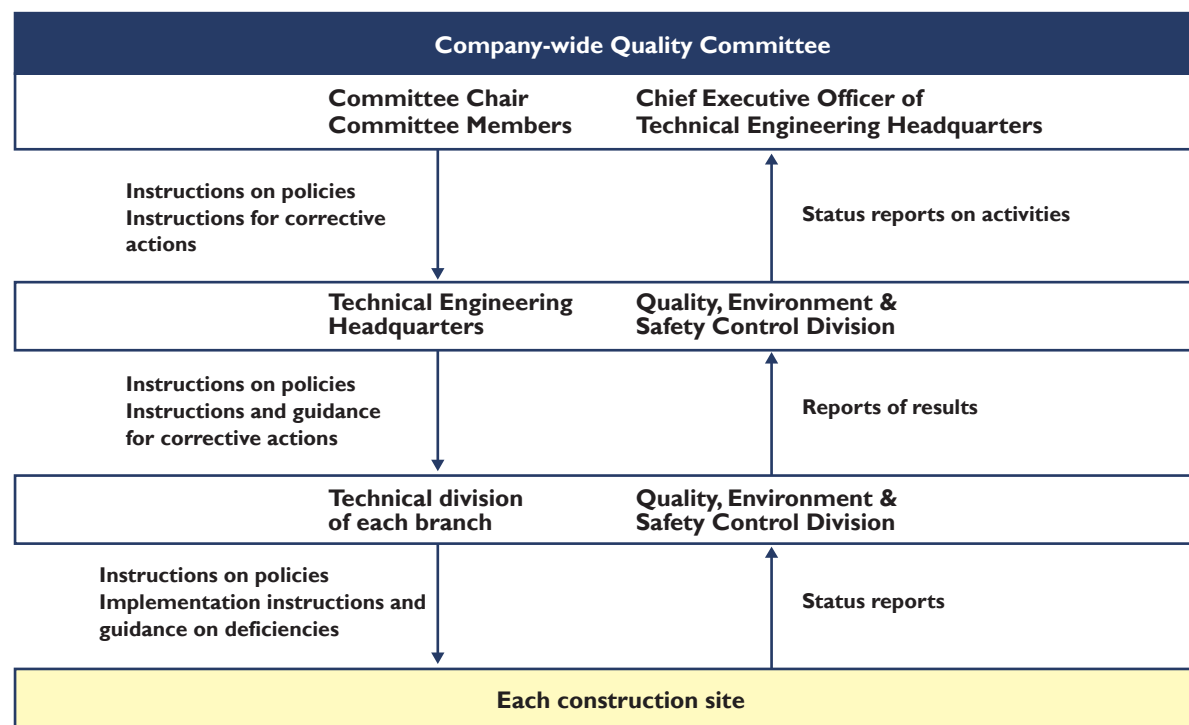 Company-wide Quality Committee
Committee Chair
Committee Members
Chief Executive Officer of
Technical Engineering Headquarters
Instructions on policies
Instructions for corrective
actions
Status reports on activities
Technical Engineering
Headquarters
Quality, Environment &
Safety Control Division
Instructions on policies
Instructions and guidance
for corrective actions
Reports of results
Technical division
of each branch
Quality, Environment &
Safety Control Division
Instructions on policies
Implementation instructions and
guidance on deficiencies
Status reports
Each construction site